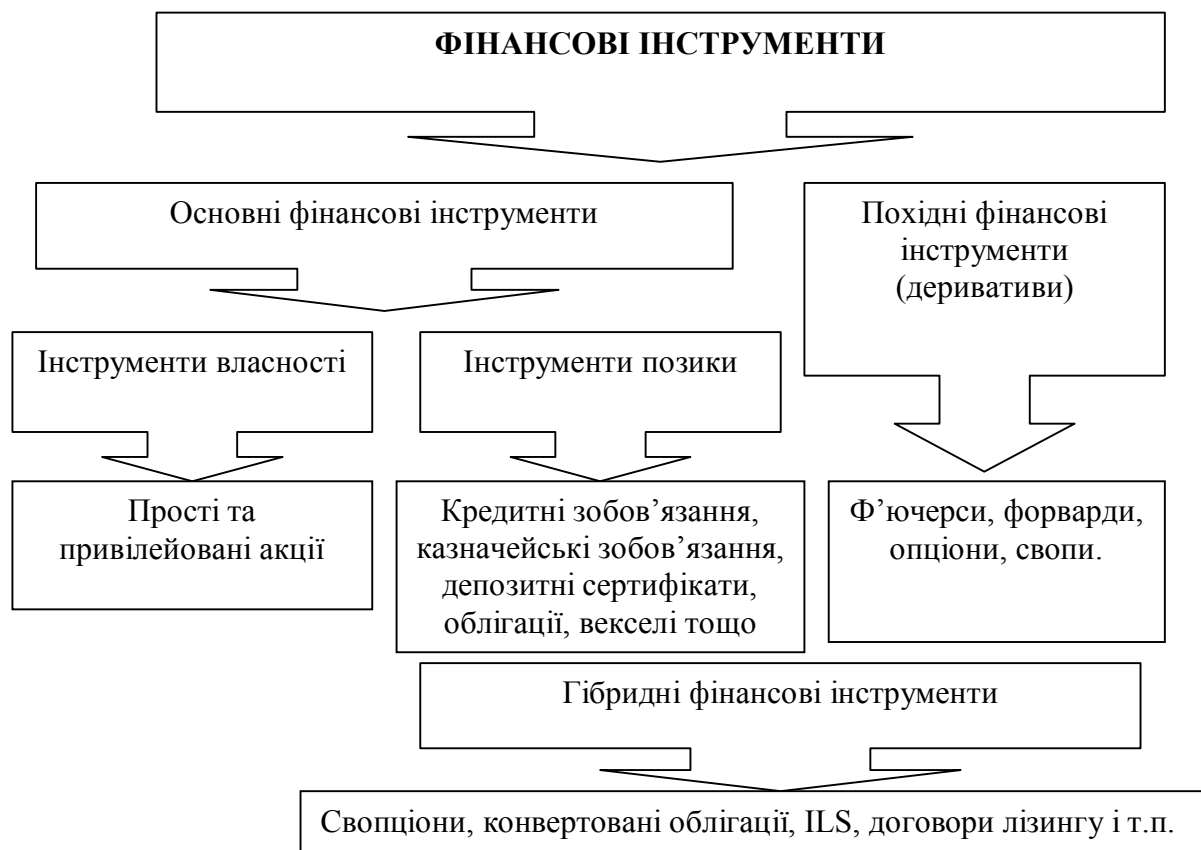 ФІНАНСОВІ ІНСТРУМЕНТИ
Основні фінансові інструменти
Похідні фінансові
інструменти
(деривативи)
Інструменти власності
Інструменти позики
Прості та
привілейовані акції
Кредитні зобов’язання,
казначейські зобов’язання,
депозитні сертифікати,
облігації, векселі тощо
Ф’ючерси, форварди,
опціони, свопи.
Гібридні фінансові інструменти
Свопціони, конвертовані облігації, ILS, договори лізингу і т.п.